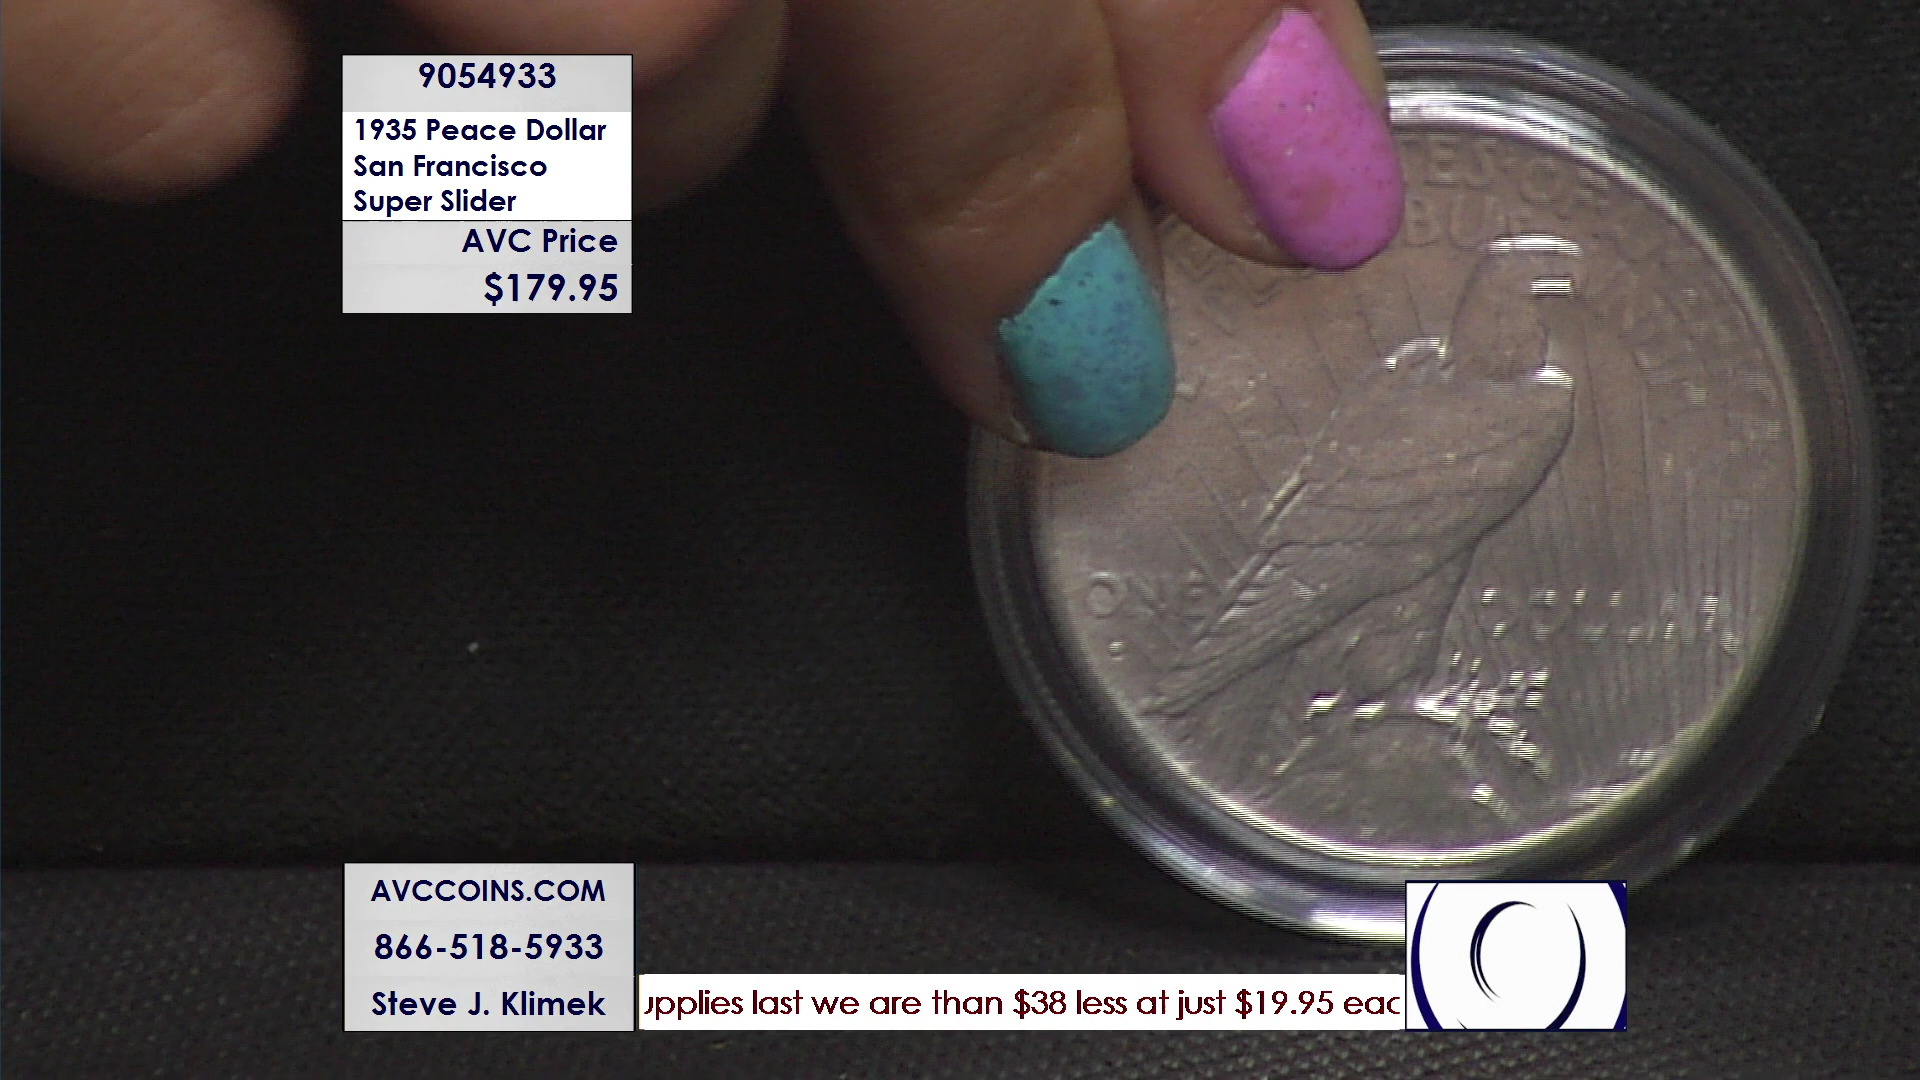 9054933
1935 Peace Dollar
San Francisco
Super Slider
AVC Price
$179.95
ONE
DOLLAR
AVCCOINS.COM
866-518-5933
Steve J. Klimek
upplies last we are than $38 less at just $19.95 eac